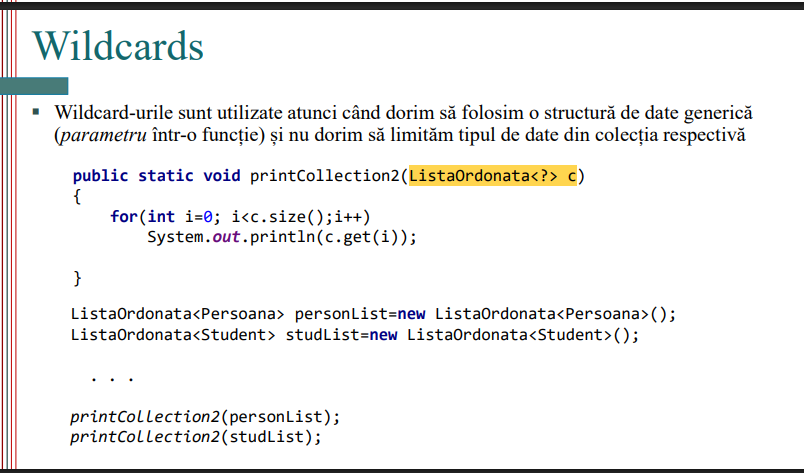 Wildcards
▪ Wildcard-urile sunt utilizate atunci când dorim să folosim o structură de date generică
(parametru într-o funcție) și nu dorim să limităm tipul de date din colecția respectivă
public static void printCollection2(ListaOrdonata<?> c)
{
    for(int i=0; i<c.size();i++)
        System.out.println(c.get(i));
}
ListaOrdonata<Persoana> personList=new ListaOrdonata<Persoana>();
ListaOrdonata<Student> studList=new ListaOrdonata<Student>();
. . .
printCollection2(personList);
printCollection2(studList);